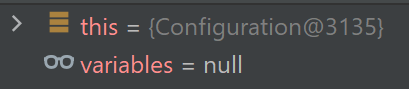 this = {Configuration@3135}
variables = null